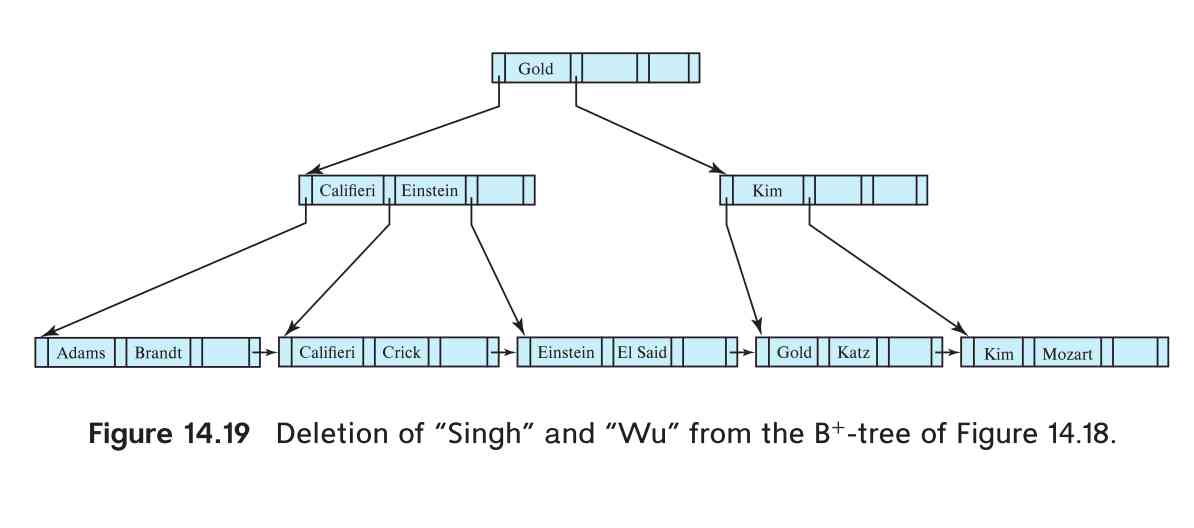 Gold
Califieri Einstein
Kim
Adams Brandt
Califieri Crick
Einstein El Said
Gold Katz
Kim Mozart
Figure 14.19 Deletion of “Singh” and “Wu” from the B+-tree of Figure 14.18.